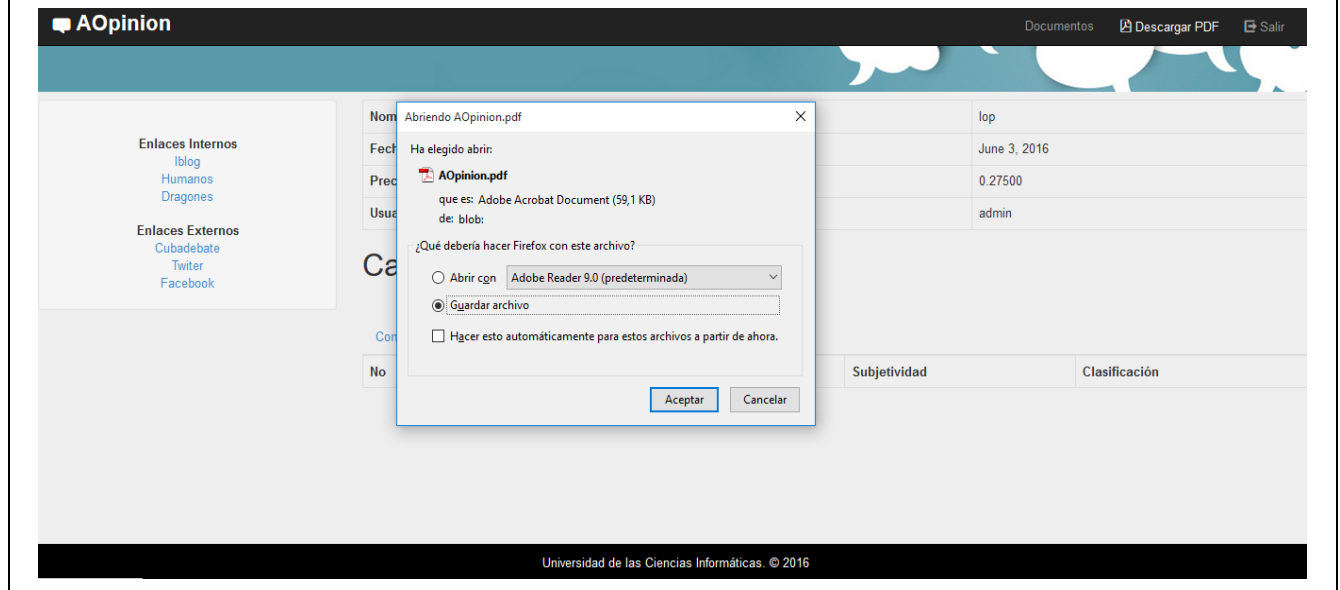 AOpinion
Documentos Descargar PDF Salir
Enlaces Internos
Iblog
Humanos
Dragones
Enlaces Externos
Cubadebate
Twiter
Facebook
Nom lop
Fech June 3, 2016
Prec 0.27500
Usua admin
Ca
Con
No Subjetividad Clasificación
Abriendo AOpinion.pdf
Ha elegido abrir:
AOpinion.pdf
que es: Adobe Acrobat Document (59,1 KB)
de: blob:
¿Qué debería hacer Firefox con este archivo?
Abrir con Adobe Reader 9.0 (predeterminada)
Guardar archivo
Hacer esto automáticamente para estos archivos a partir de ahora.
Aceptar Cancelar
Universidad de las Ciencias Informáticas. © 2016